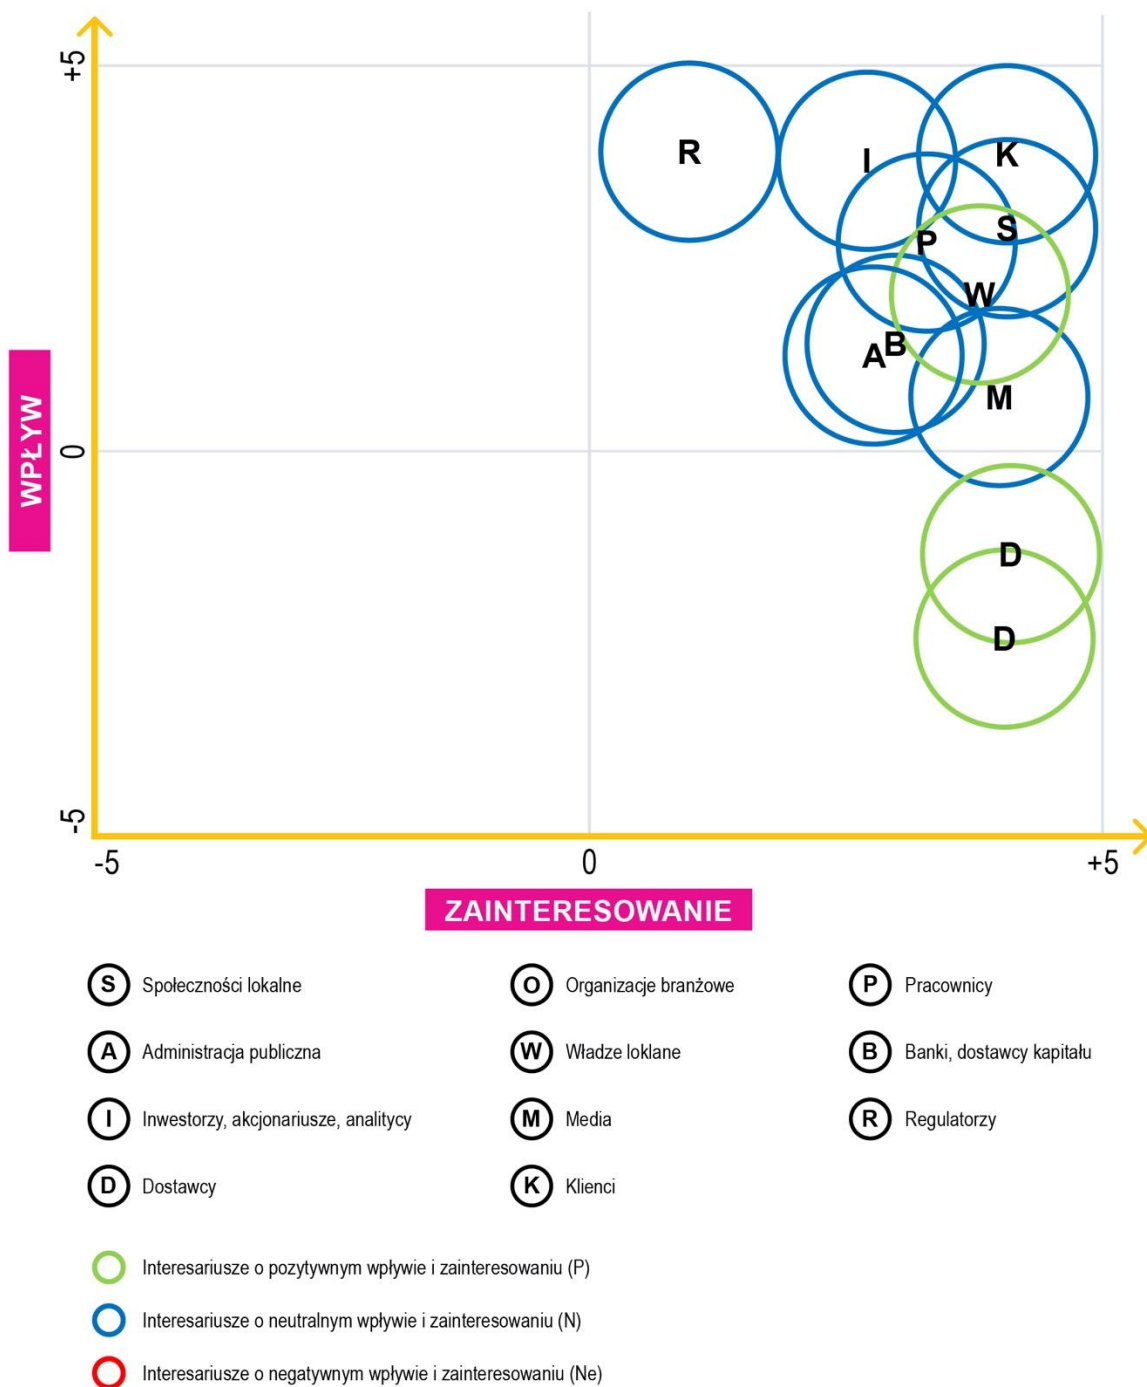 +5
R
I
K
S
P
W
B
A
M
WPŁYW
0
D
D
-5
-5
0
+5
ZAINTERESOWANIE
S Społeczności lokalne
O Organizacje branżowe
P Pracownicy
A Administracja publiczna
W Władze loklane
B Banki, dostawcy kapitału
I Inwestorzy, akcjonariusze, analitycy
M Media
R Regulatorzy
D Dostawcy
K Klienci
Interesariusze o pozytywnym wpływie i zainteresowaniu (P)
Interesariusze o neutralnym wpływie i zainteresowaniu (N)
Interesariusze o negatywnym wpływie i zainteresowaniu (Ne)